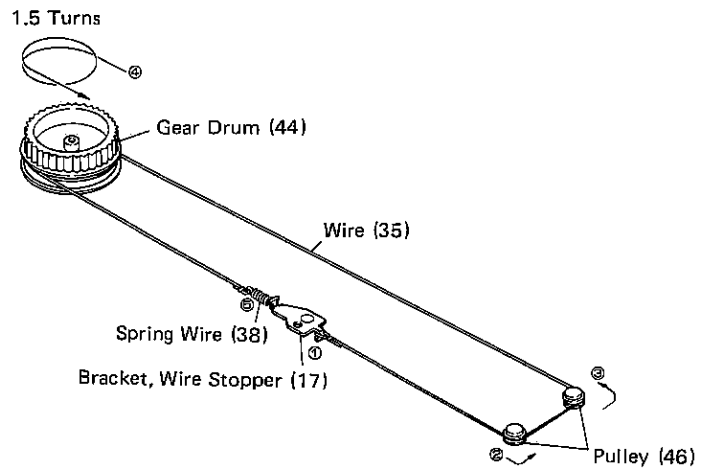 1.5 Turns
④
Gear Drum (44)
Wire (35)
⑤
Spring Wire (38)
①
Bracket, Wire Stopper (17)
③
②
Pulley (46)